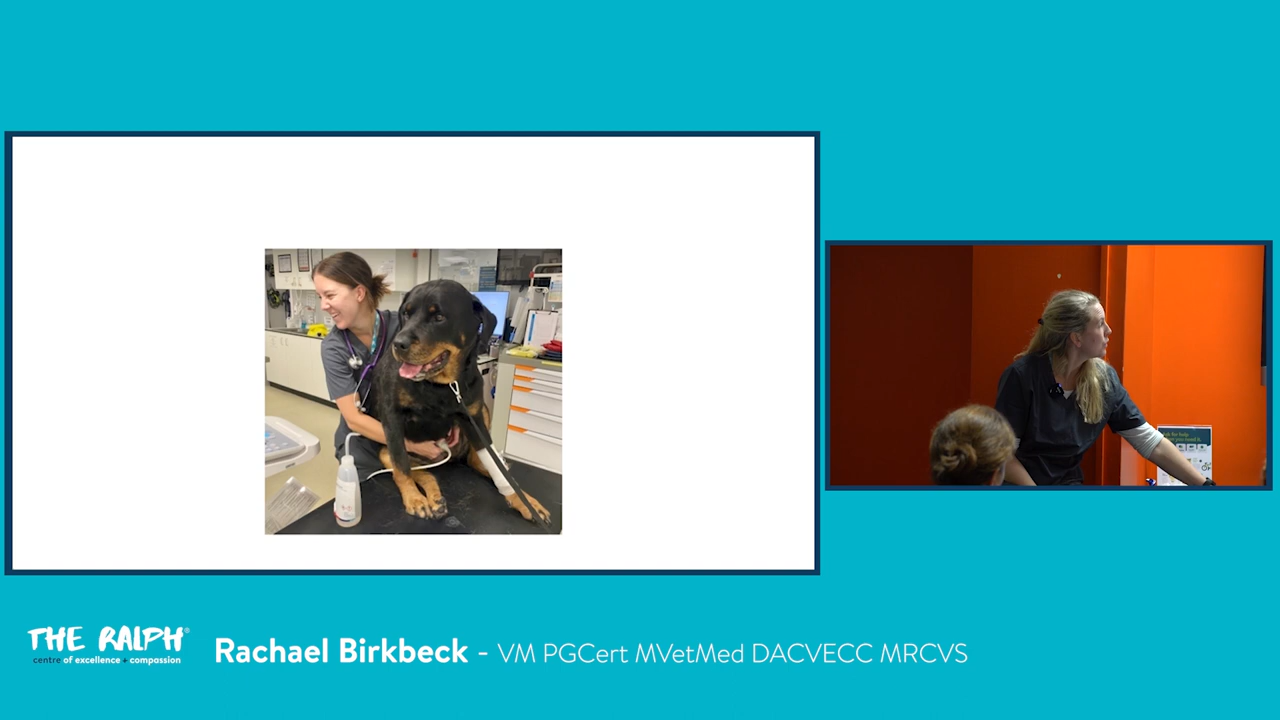 THE RALPH®
centre of excellence + compassion
Rachael Birkbeck - VM PGCert MVetMed DACVECC MRCVS